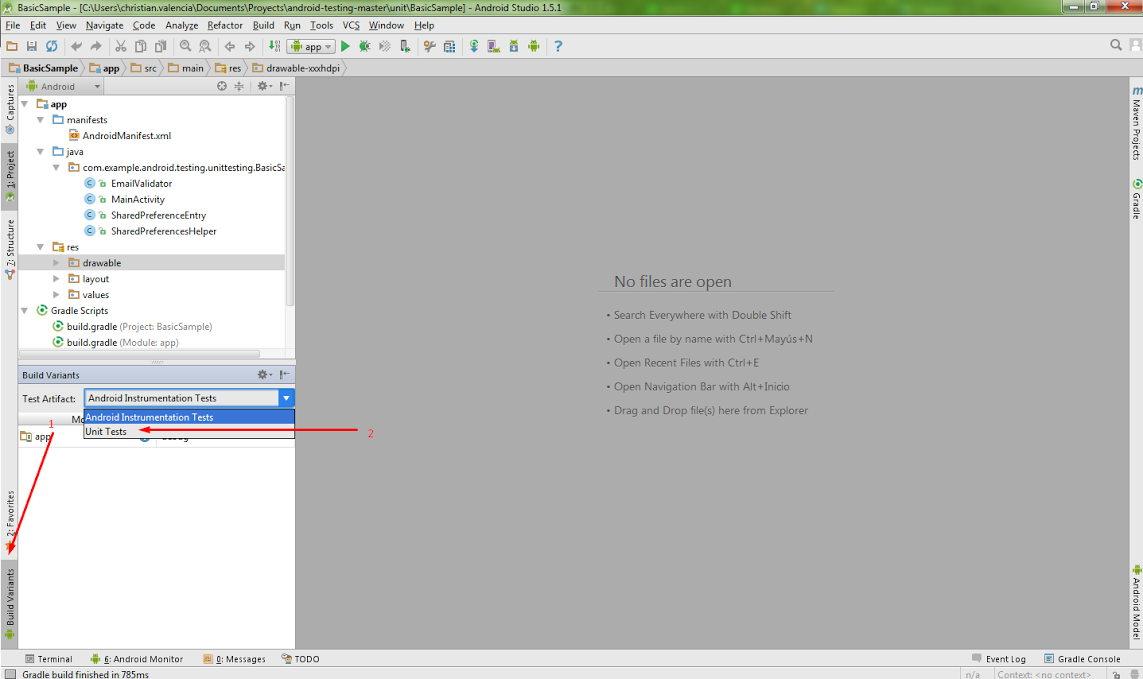 BasicSample - [C:\Users\christian.valencia\Documents\Proyects\android-testing-master\unit\BasicSample] - Android Studio 1.5.1
File Edit View Navigate Code Analyze Refactor Build Run Tools VCS Window Help
app
BasicSample app src main res drawable-xxxhdpi
Captures
1: Project
7: Structure
2: Favorites
Build Variants
Android
app
manifests
AndroidManifest.xml
java
com.example.android.testing.unittesting.BasicSa
EmailValidator
MainActivity
SharedPreferenceEntry
SharedPreferencesHelper
res
drawable
layout
values
Gradle Scripts
build.gradle (Project: BasicSample)
build.gradle (Module: app)
Build Variants
Test Artifact: Android Instrumentation Tests
Android Instrumentation Tests
1
Unit Tests
2
app
No files are open
• Search Everywhere with Double Shift
• Open a file by name with Ctrl+Mayús+N
• Open Recent Files with Ctrl+E
• Open Navigation Bar with Alt+Inicio
• Drag and Drop file(s) here from Explorer
m Maven Projects
Gradle
Android Model
Terminal 6: Android Monitor 0: Messages TODO Event Log Gradle Console
Gradle build finished in 785ms n/a Context: <no context>